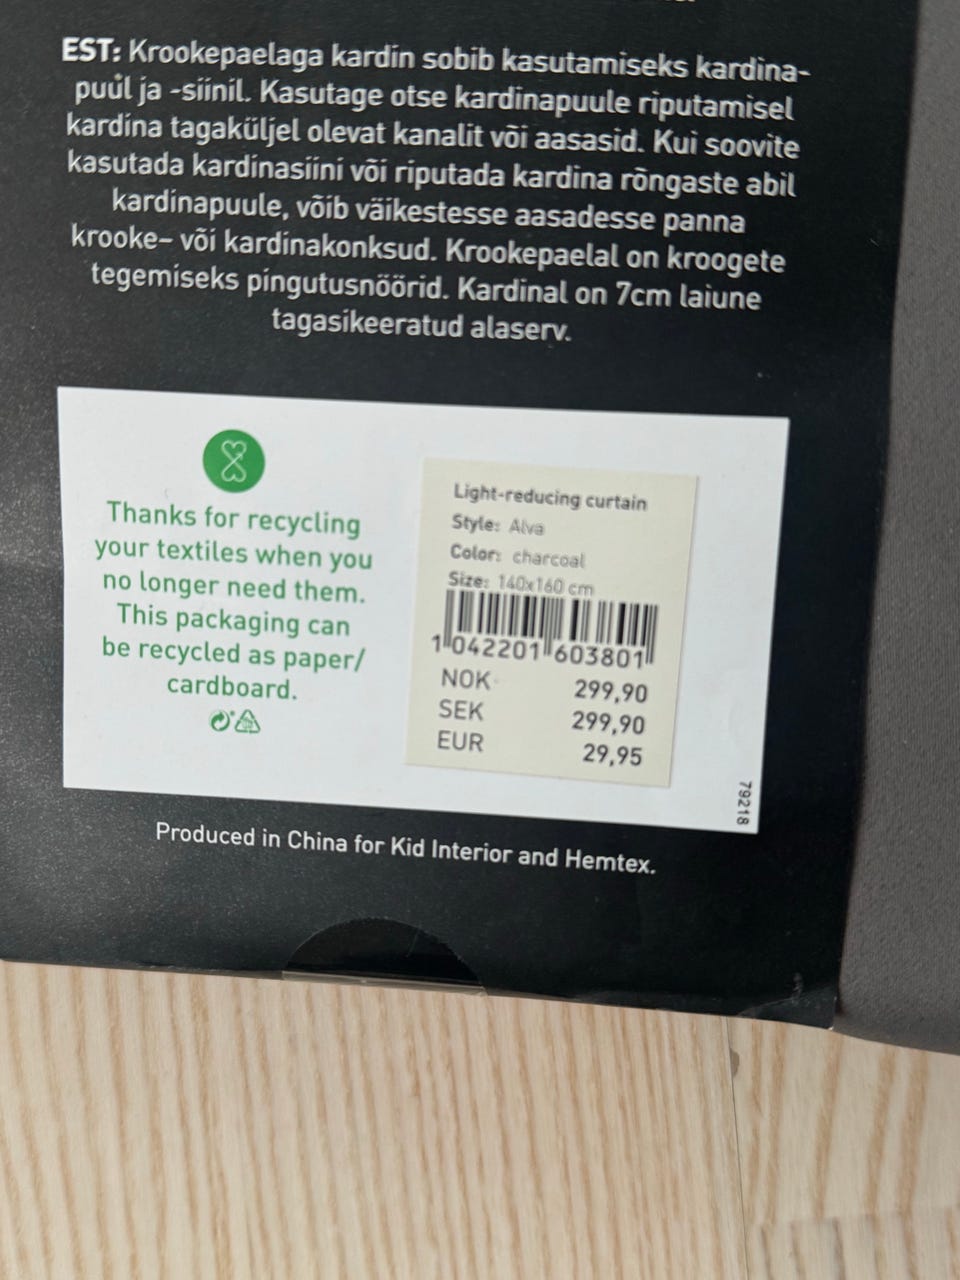 EST: Krookepaelaga kardin sobib kasutamiseks kardina-
puul ja -siinil. Kasutage otse kardinapuule riputamisel
kardina tagaküljel olevat kanalit või aasasid. Kui soovite
kasutada kardinasiini või riputada kardina rõngaste abil
kardinapuule, võib väikestesse aasadesse panna
krooke- või kardinakonksud. Krookepaelal on kroogete
tegemiseks pingutusnöörid. Kardinal on 7cm laiune
tagasikeeratud alaserv.
Thanks for recycling
your textiles when you
no longer need them.
This packaging can
be recycled as paper/
cardboard.
Light-reducing curtain
Style: Alva
Color: charcoal
Size: 140x160 cm
1 042201 603801
NOK 299,90
SEK 299,90
EUR 29,95
79218
Produced in China for Kid Interior and Hemtex.